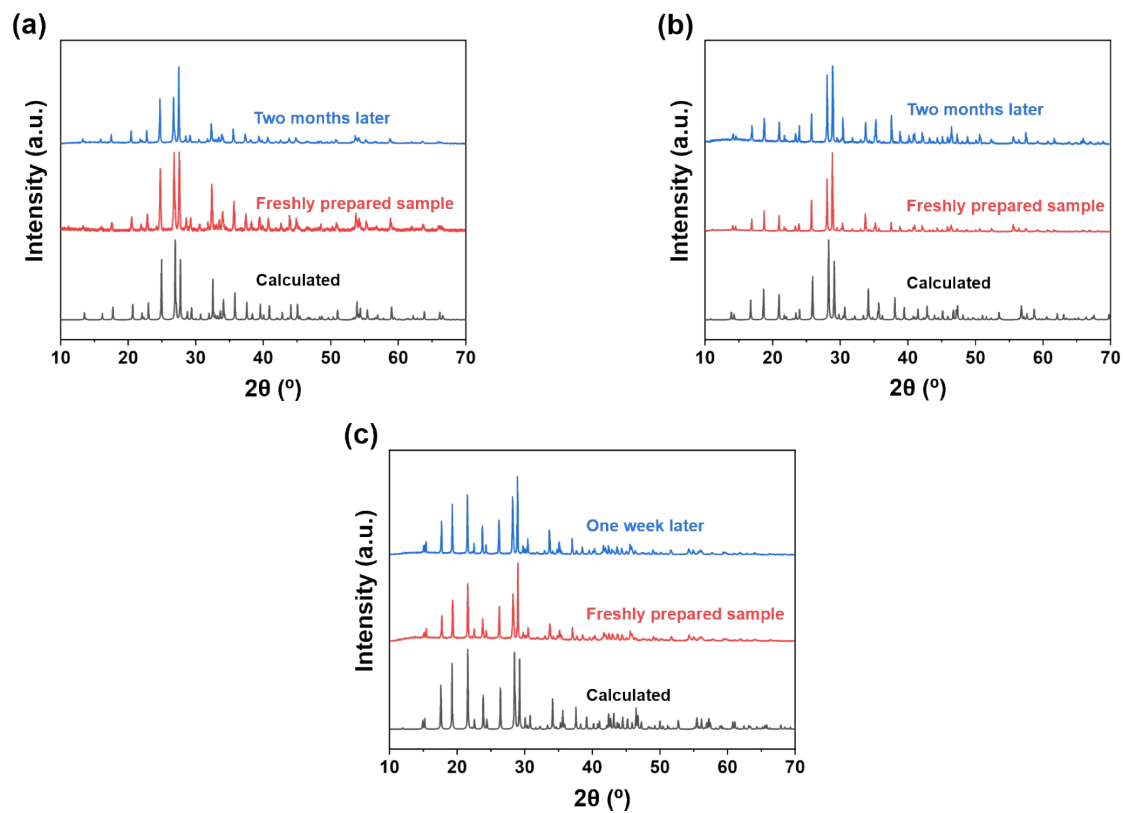 (a)
Intensity (a.u.)
Two months later
Freshly prepared sample
Calculated
10 20 30 40 50 60 70
2θ (º)
(b)
Intensity (a.u.)
Two months later
Freshly prepared sample
Calculated
10 20 30 40 50 60 70
2θ (º)
(c)
Intensity (a.u.)
One week later
Freshly prepared sample
Calculated
10 20 30 40 50 60 70
2θ (º)